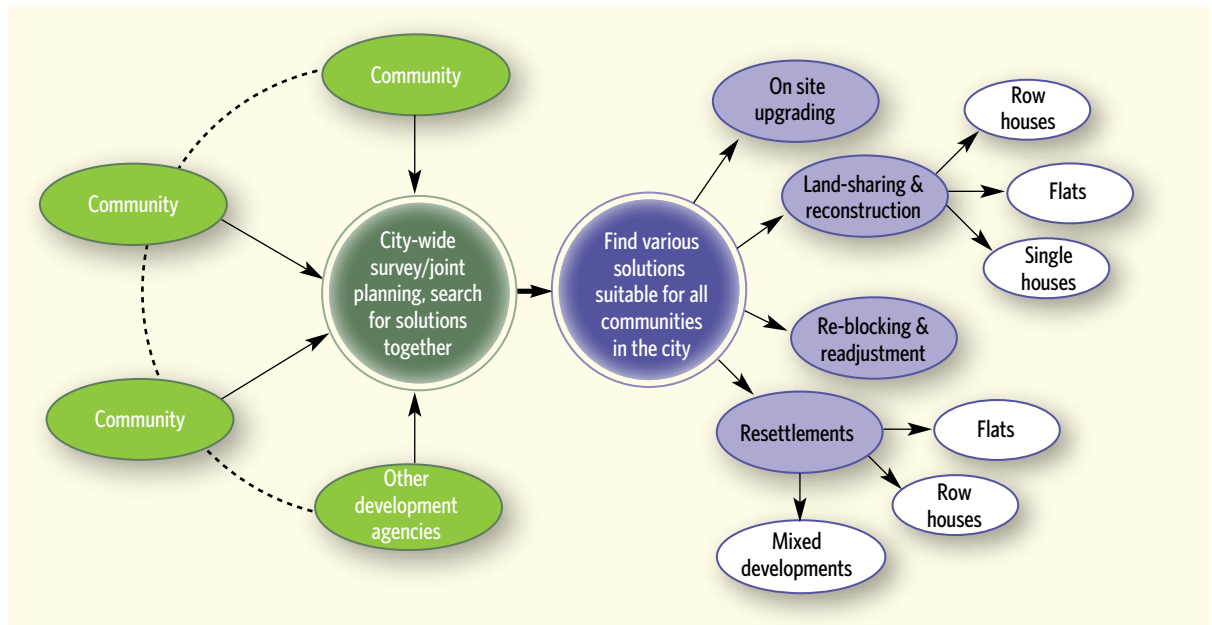 Community
Community
Community
Other
development
agencies
City-wide
survey/joint
planning, search
for solutions
together
Find various
solutions
suitable for all
communities
in the city
On site
upgrading
Land-sharing &
reconstruction
Row
houses
Flats
Single
houses
Re-blocking &
readjustment
Resettlements
Flats
Row
houses
Mixed
developments